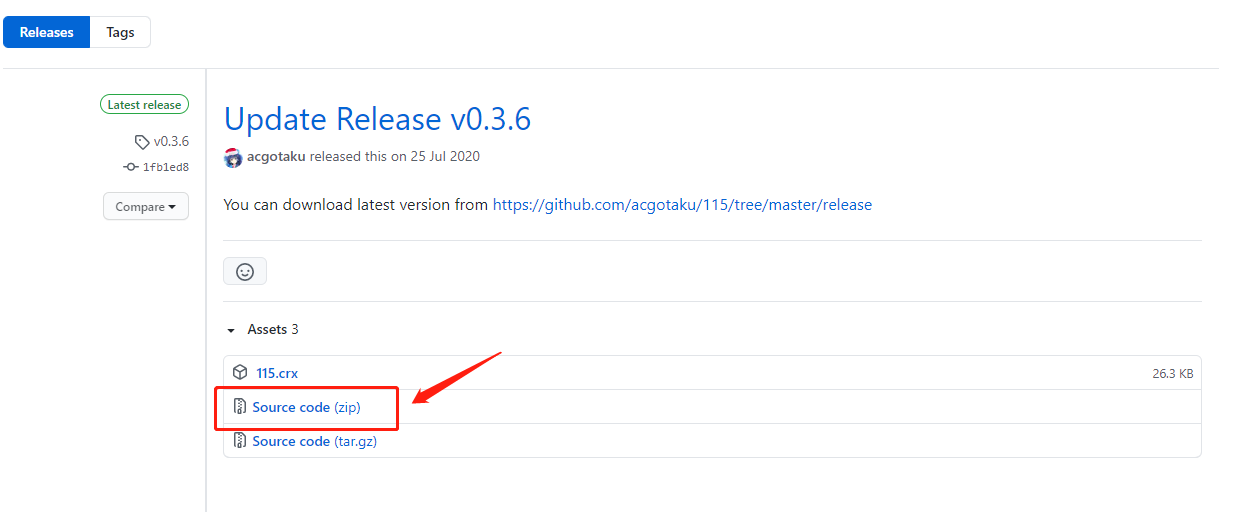 Releases Tags
Latest release
v0.3.6
1fb1ed8
Compare
Update Release v0.3.6
acgotaku released this on 25 Jul 2020
You can download latest version from https://github.com/acgotaku/115/tree/master/release
Assets 3
115.crx 26.3 KB
Source code (zip)
Source code (tar.gz)